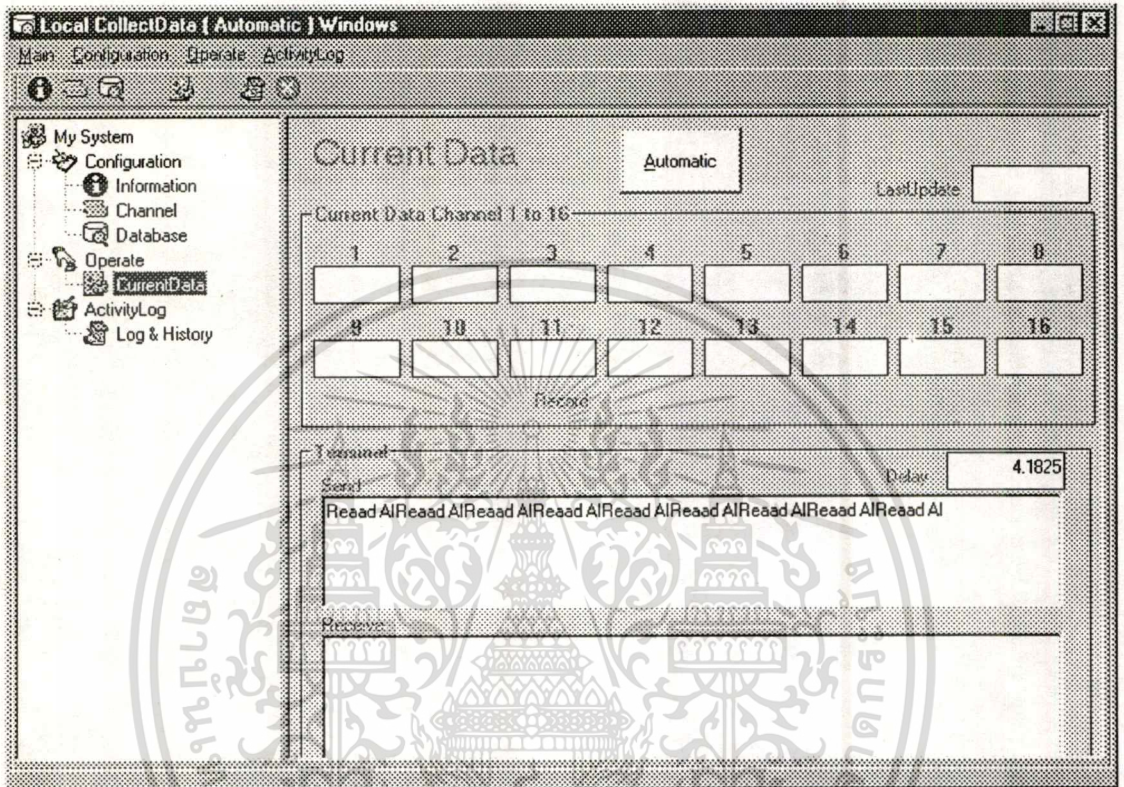 Local CollectData ( Automatic ) Windows
Main Configuration Operate ActivityLog
My System
Configuration
Information
Channel
Database
Operate
CurrentData
ActivityLog
Log & History
Current Data
Automatic
LastUpdate
Current Data Channel 1 to 16
1 2 3 4 5 6 7 8
9 10 11 12 13 14 15 16
Record
Terminal
Delay 4.1825
Send
Reaad AIReaad AIReaad AIReaad AIReaad AIReaad AIReaad AIReaad AIReaad AI
Receive